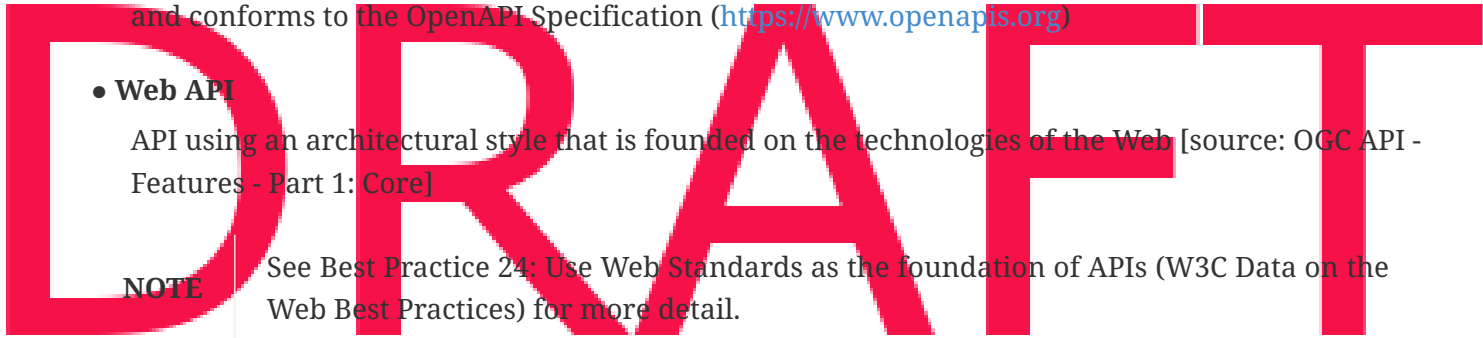 and conforms to the OpenAPI Specification (https://www.openapis.org)
• Web API
API using an architectural style that is founded on the technologies of the Web [source: OGC API -
Features - Part 1: Core]
NOTE
See Best Practice 24: Use Web Standards as the foundation of APIs (W3C Data on the
Web Best Practices) for more detail.
DRAFT